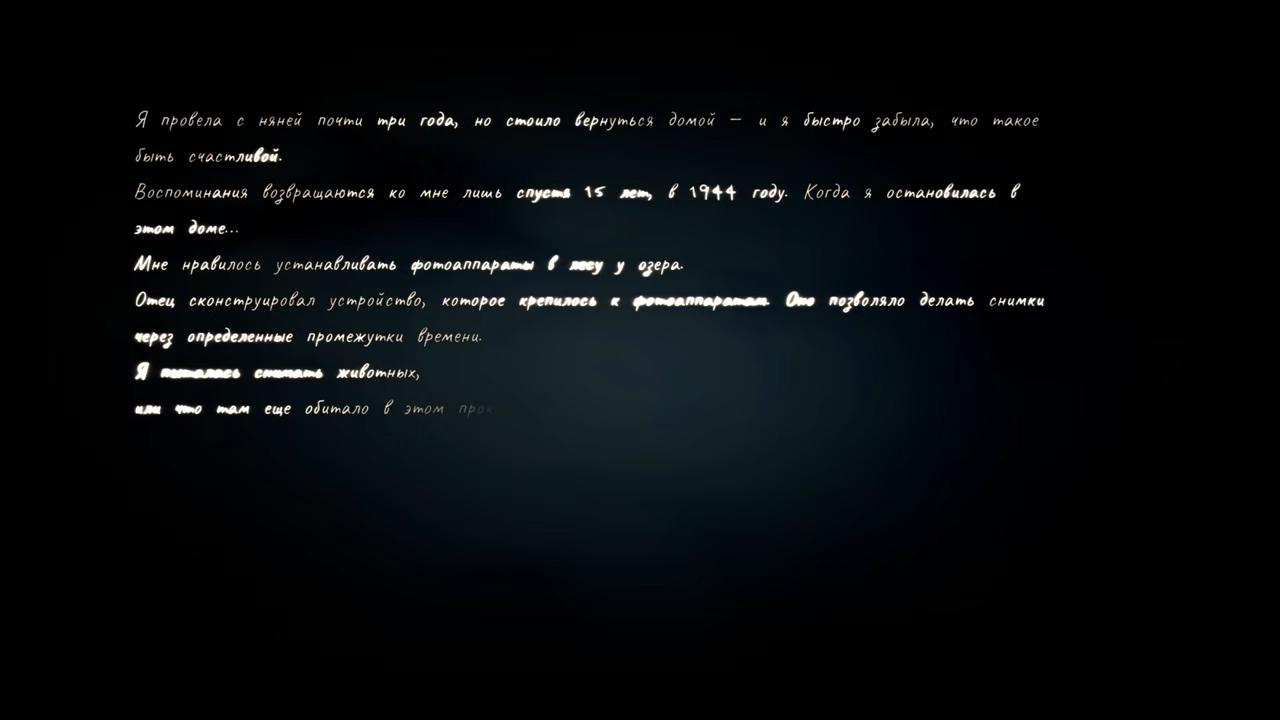 Я провела с няней почти три года, но стоило вернуться домой — и я быстро забыла, что такое
быть счастливой.
Воспоминания возвращаются ко мне лишь спустя 15 лет, в 1944 году. Когда я остановилась в
этом доме...
Мне нравилось устанавливать фотоаппараты в лесу у озера.
Отец сконструировал устройство, которое крепилось к фотоаппаратам. Оно позволяло делать снимки
через определенные промежутки времени.
Я пыталась снимать животных,
или что там еще обитало в этом